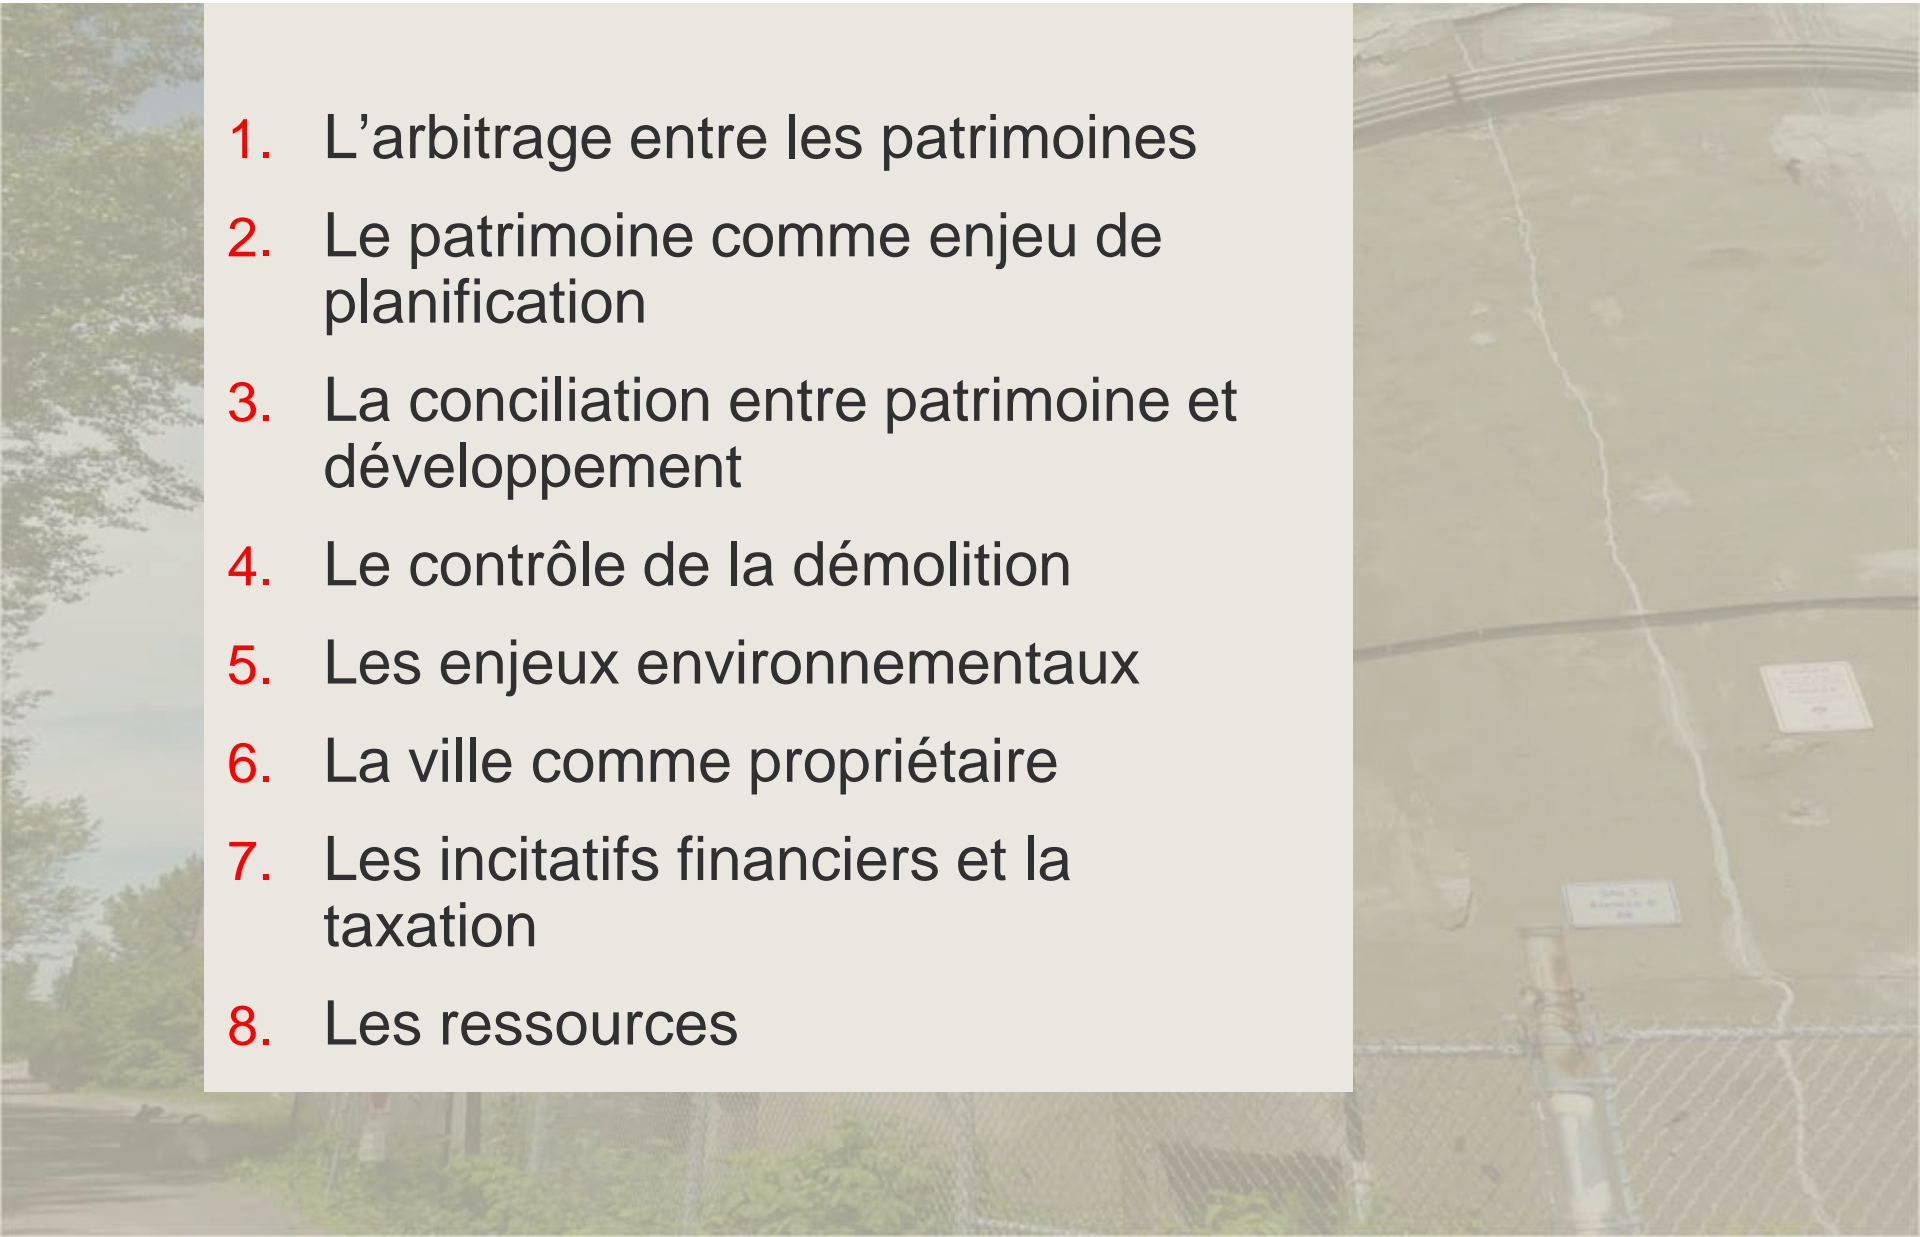 1. L’arbitrage entre les patrimoines
2. Le patrimoine comme enjeu de
planification
3. La conciliation entre patrimoine et
développement
4. Le contrôle de la démolition
5. Les enjeux environnementaux
6. La ville comme propriétaire
7. Les incitatifs financiers et la
taxation
8. Les ressources